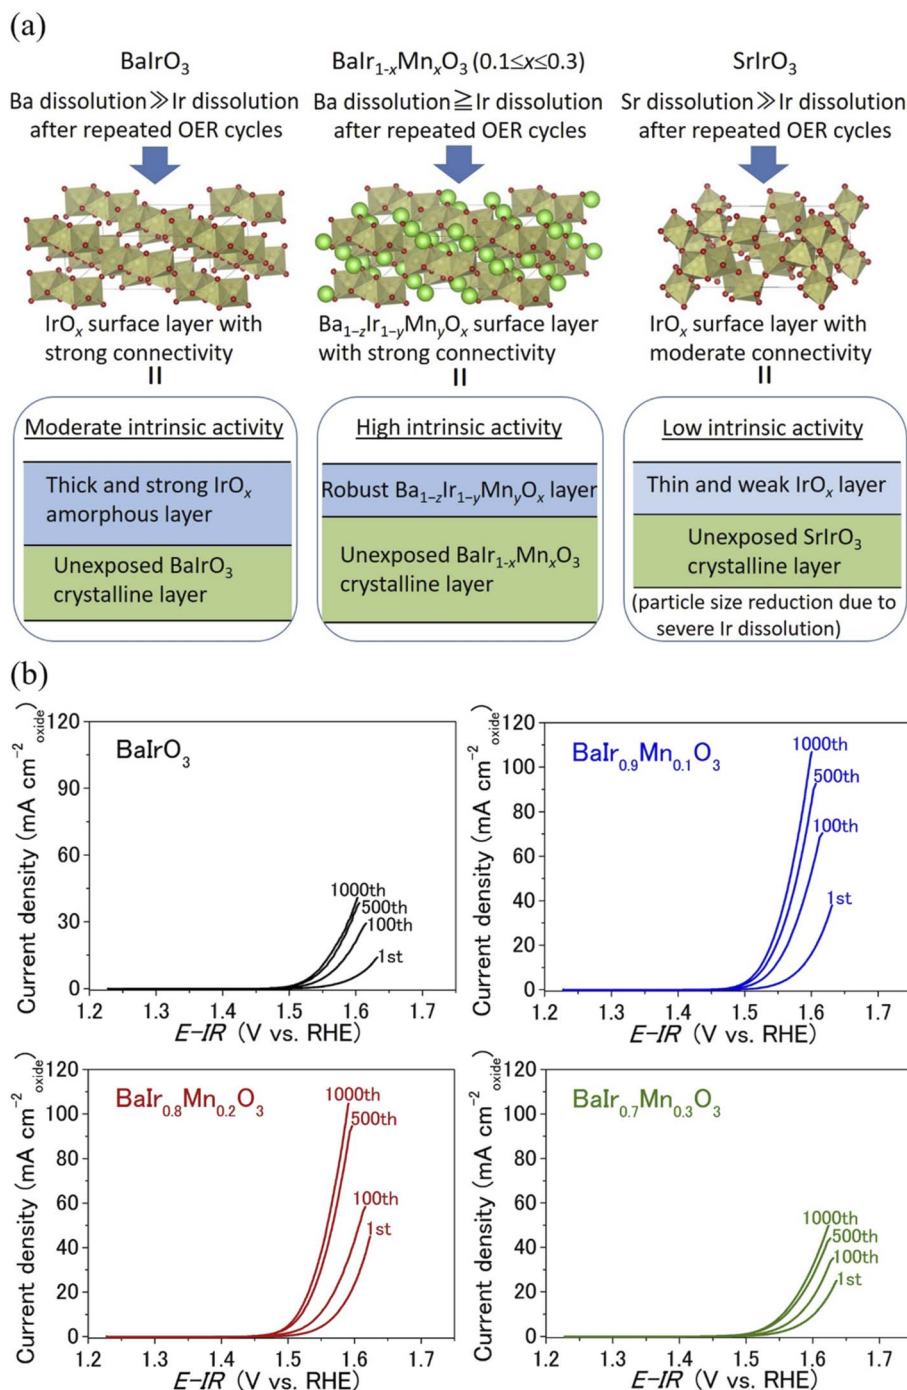 (a)
BaIrO₃
Ba dissolution≫Ir dissolution
after repeated OER cycles
IrOₓ surface layer with
strong connectivity
=
Moderate intrinsic activity
Thick and strong IrOₓ
amorphous layer
Unexposed BaIrO₃
crystalline layer
BaIr₁₋ₓMnₓO₃ (0.1≤x≤0.3)
Ba dissolution≧Ir dissolution
after repeated OER cycles
Ba₁₋zIr₁₋yMnyOₓ surface layer
with strong connectivity
=
High intrinsic activity
Robust Ba₁₋zIr₁₋yMnyOₓ layer
Unexposed BaIr₁₋ₓMnₓO₃
crystalline layer
SrIrO₃
Sr dissolution≫Ir dissolution
after repeated OER cycles
IrOₓ surface layer with
moderate connectivity
=
Low intrinsic activity
Thin and weak IrOₓ layer
Unexposed SrIrO₃
crystalline layer
(particle size reduction due to
severe Ir dissolution)
(b)
BaIrO₃
Current density (mA cm⁻² oxide)
120
90
60
30
0
1000th
500th
100th
1st
1.2 1.3 1.4 1.5 1.6 1.7
E-IR (V vs. RHE)
BaIr₀.₉Mn₀.₁O₃
Current density (mA cm⁻² oxide)
120
100
80
60
40
20
0
1000th
500th
100th
1st
1.2 1.3 1.4 1.5 1.6 1.7
E-IR (V vs. RHE)
BaIr₀.₈Mn₀.₂O₃
Current density (mA cm⁻² oxide)
120
100
80
60
40
20
0
1000th
500th
100th
1st
1.2 1.3 1.4 1.5 1.6 1.7
E-IR (V vs. RHE)
BaIr₀.₇Mn₀.₃O₃
Current density (mA cm⁻² oxide)
120
100
80
60
40
20
0
1000th
500th
100th
1st
1.2 1.3 1.4 1.5 1.6 1.7
E-IR (V vs. RHE)